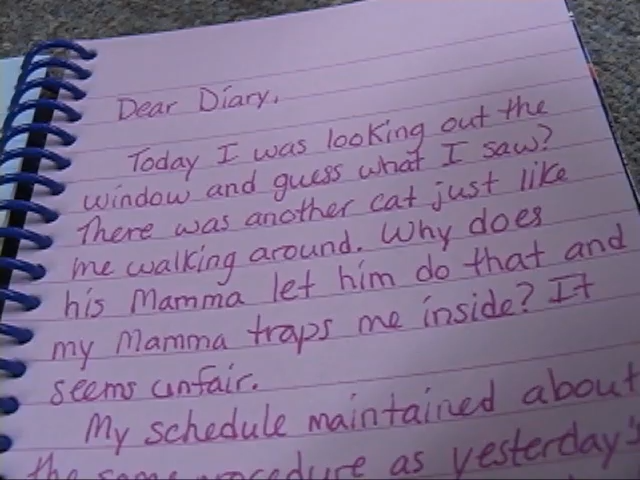 Dear Diary,
Today I was looking out the
window and guess what I saw?
There was another cat just like
me walking around. Why does
his Mamma let him do that and
my Mamma traps me inside? It
seems unfair.
My schedule maintained about
the same procedure as yesterday's